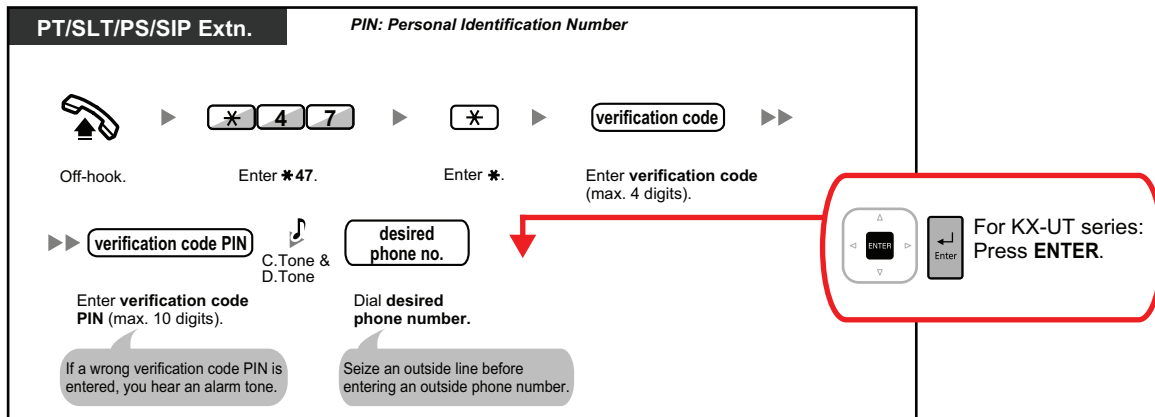 PT/SLT/PS/SIP Extn.
PIN: Personal Identification Number
✱ 4 7
✱
verification code
Off-hook.
Enter ✱47.
Enter ✱.
Enter verification code
(max. 4 digits).
verification code PIN
C.Tone &
D.Tone
desired
phone no.
Enter verification code
PIN (max. 10 digits).
Dial desired
phone number.
If a wrong verification code PIN is
entered, you hear an alarm tone.
Seize an outside line before
entering an outside phone number.
ENTER
Enter
For KX-UT series:
Press ENTER.